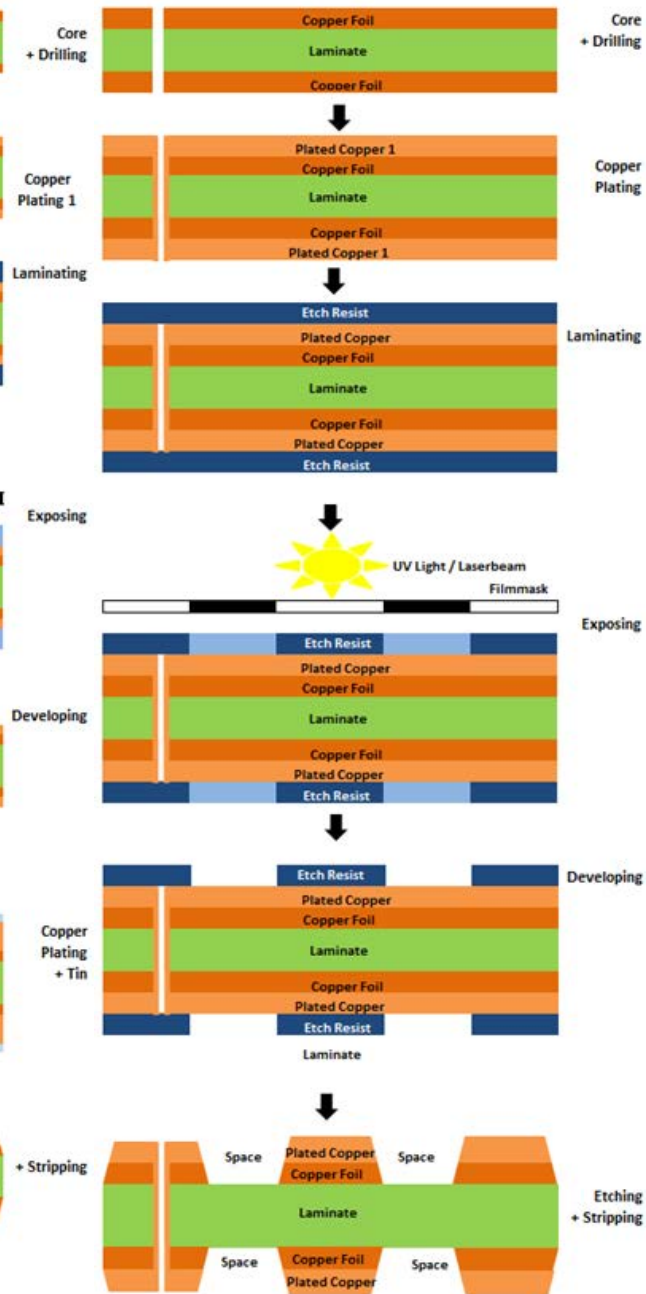 Core
+ Drilling
Copper Foil
Laminate
Copper Foil
Core
+ Drilling
Copper
Plating 1
Plated Copper 1
Copper Foil
Laminate
Copper Foil
Plated Copper 1
Copper
Plating
Laminating
Etch Resist
Plated Copper
Copper Foil
Laminate
Copper Foil
Plated Copper
Etch Resist
Laminating
Exposing
UV Light / Laserbeam
Filmmask
Exposing
Etch Resist
Plated Copper
Copper Foil
Laminate
Copper Foil
Plated Copper
Etch Resist
Developing
Etch Resist
Developing
Plated Copper
Copper Foil
Laminate
Copper Foil
Plated Copper
Etch Resist
Laminate
Copper
Plating
+ Tin
+ Stripping
Space
Plated Copper
Space
Copper Foil
Laminate
Etching
+ Stripping
Space
Copper Foil
Space
Plated Copper